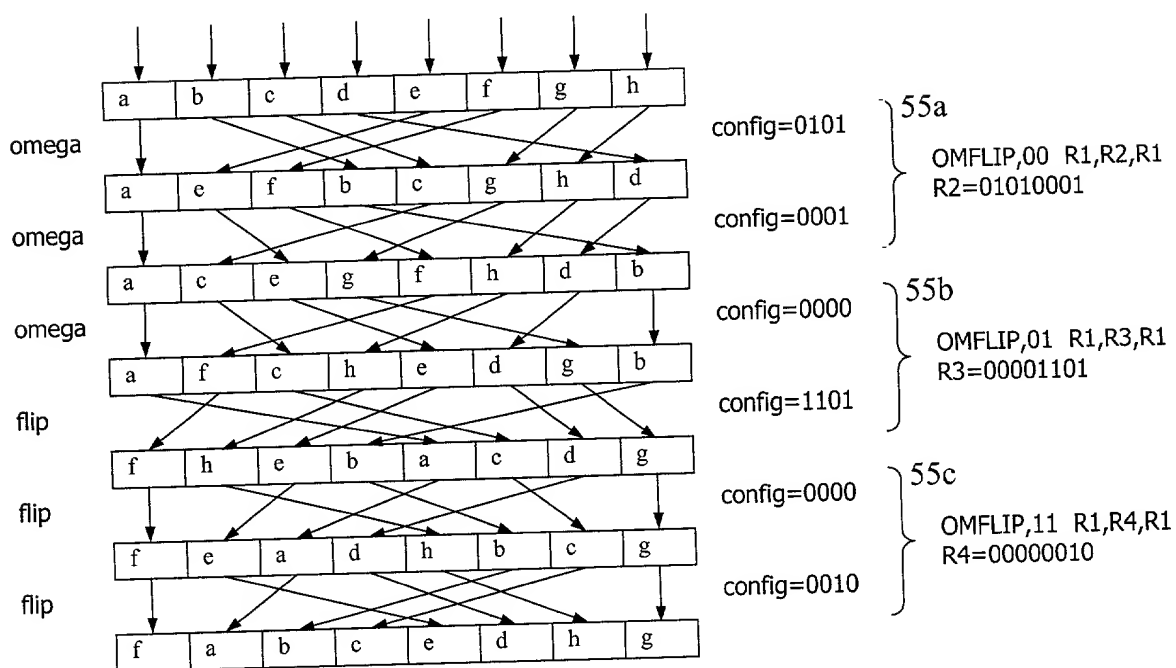 a b c d e f g h
omega
config=0101
55a
OMFLIP,00 R1,R2,R1
R2=01010001
a e f b c g h d
omega
config=0001
a c e g f h d b
omega
config=0000
55b
OMFLIP,01 R1,R3,R1
R3=00001101
a f c h e d g b
flip
config=1101
f h e b a c d g
flip
config=0000
55c
OMFLIP,11 R1,R4,R1
R4=00000010
f e a d h b c g
flip
config=0010
f a b c e d h g